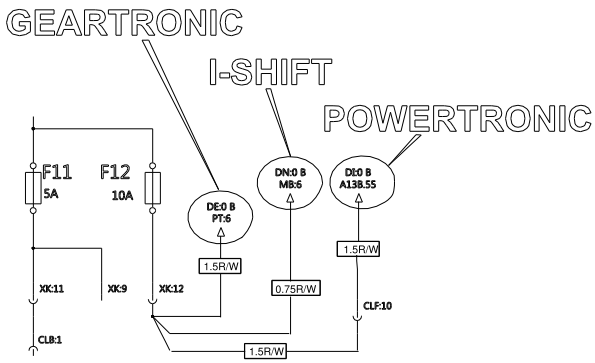 GEARTRONIC
I-SHIFT
POWERTRONIC
F11
5A
F12
10A
DE:0 B
PT:6
DN:0 B
MB:6
DI:0 B
A13B.55
1.5R/W
0.75R/W
1.5R/W
XK:11
XK:9
XK:12
CLF:10
CLB:1
1.5R/W